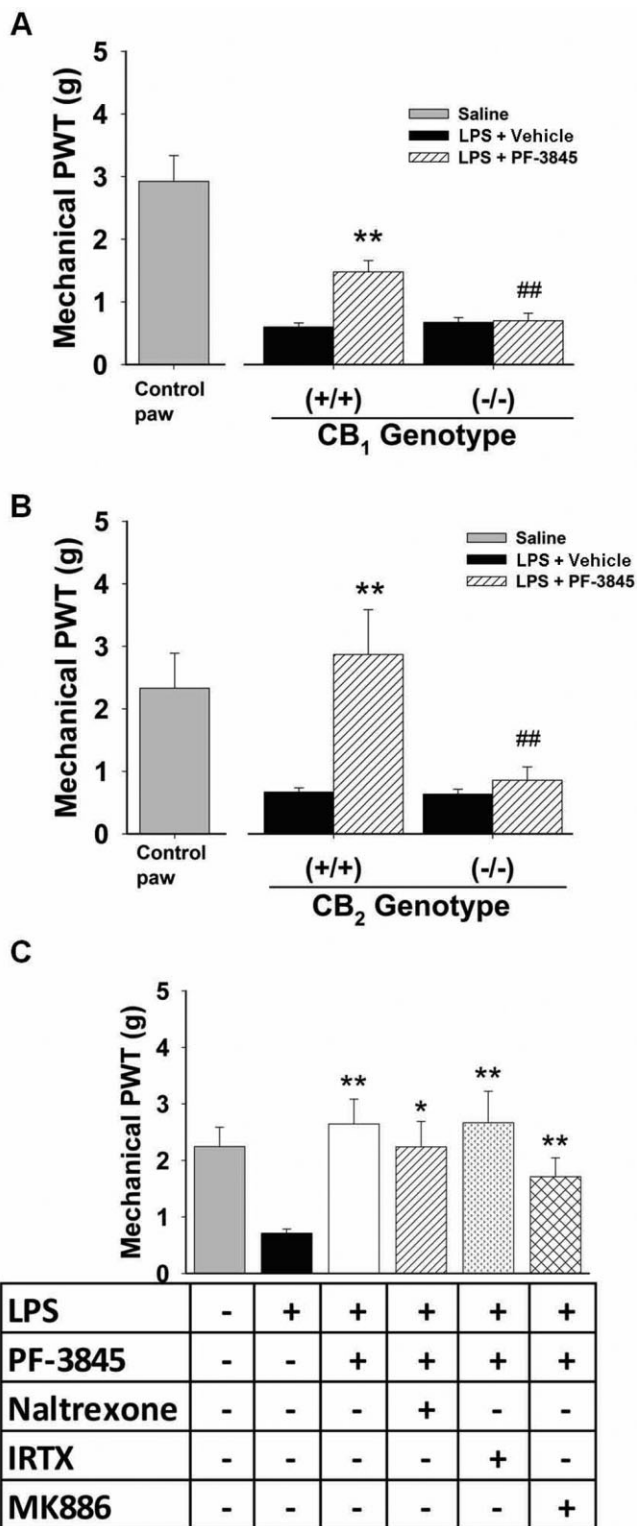 A
Mechanical PWT (g)
5
4
3
2
1
0
Saline
LPS + Vehicle
LPS + PF-3845
**
##
Control
paw
(+/+) (-/-)
CB₁ Genotype
B
Mechanical PWT (g)
5
4
3
2
1
0
Saline
LPS + Vehicle
LPS + PF-3845
**
##
Control
paw
(+/+) (-/-)
CB₂ Genotype
C
Mechanical PWT (g)
5
4
3
2
1
0
** * ** **
LPS - + + + + +
PF-3845 - - + + + +
Naltrexone - - - + - -
IRTX - - - - + -
MK886 - - - - - +